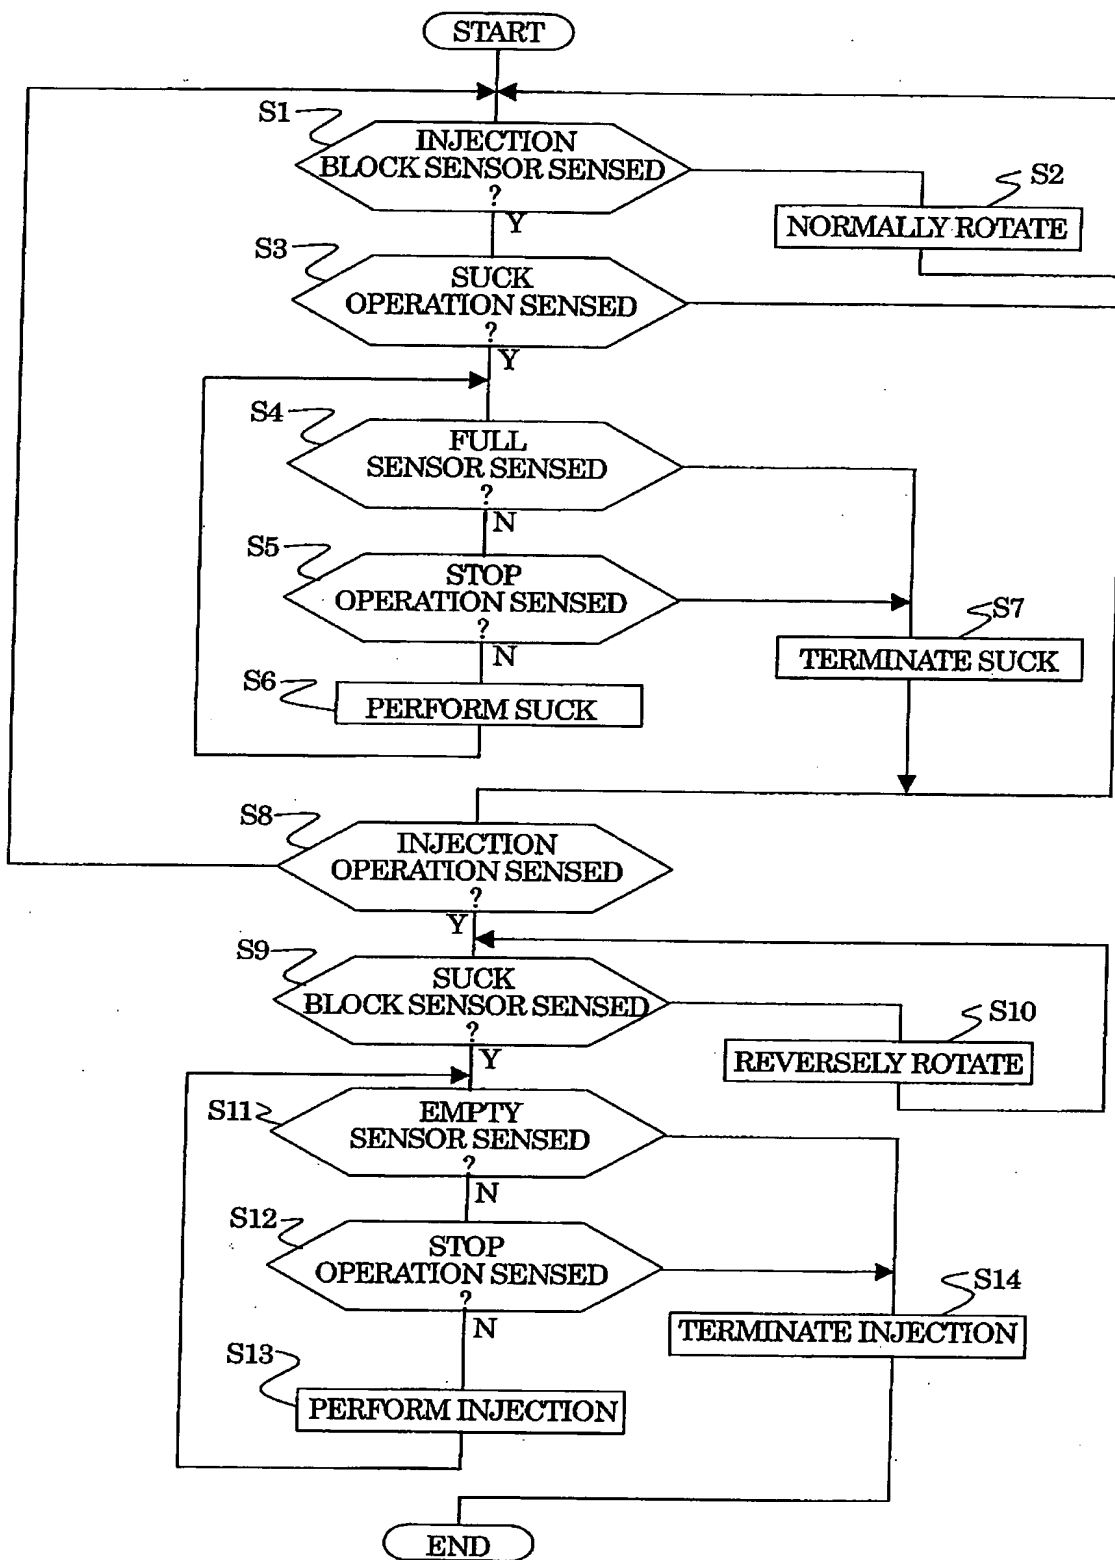 START
S1
INJECTION
BLOCK SENSOR SENSED
?
Y
S2
NORMALLY ROTATE
S3
SUCK
OPERATION SENSED
?
Y
S4
FULL
SENSOR SENSED
?
N
S5
STOP
OPERATION SENSED
?
N
S6
PERFORM SUCK
S7
TERMINATE SUCK
S8
INJECTION
OPERATION SENSED
?
Y
S9
SUCK
BLOCK SENSOR SENSED
?
Y
S10
REVERSELY ROTATE
S11
EMPTY
SENSOR SENSED
?
N
S12
STOP
OPERATION SENSED
?
N
S13
PERFORM INJECTION
S14
TERMINATE INJECTION
END